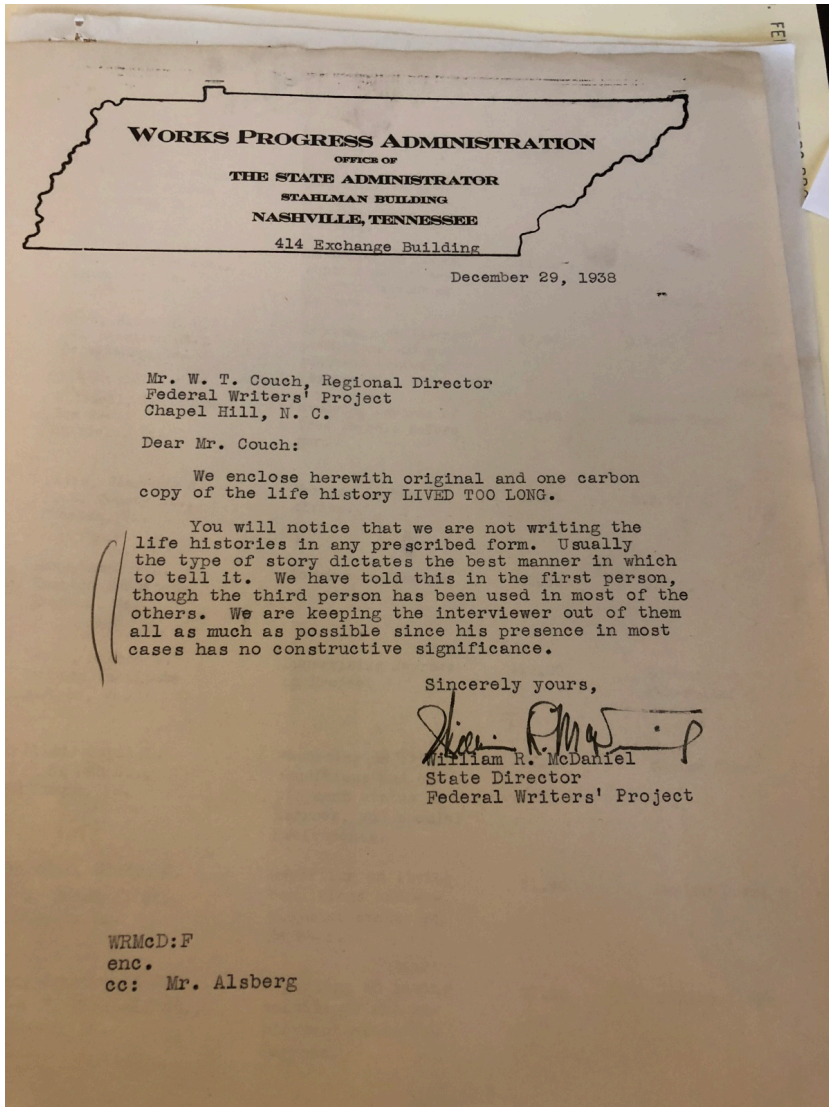 WORKS PROGRESS ADMINISTRATION
OFFICE OF
THE STATE ADMINISTRATOR
STAHLMAN BUILDING
NASHVILLE, TENNESSEE
414 Exchange Building
December 29, 1938
Mr. W. T. Couch, Regional Director
Federal Writers' Project
Chapel Hill, N. C.
Dear Mr. Couch:
We enclose herewith original and one carbon
copy of the life history LIVED TOO LONG.
You will notice that we are not writing the
life histories in any prescribed form. Usually
the type of story dictates the best manner in which
to tell it. We have told this in the first person,
though the third person has been used in most of the
others. We are keeping the interviewer out of them
all as much as possible since his presence in most
cases has no constructive significance.
Sincerely yours,
William R. McDaniel
State Director
Federal Writers' Project
WRMcD:F
enc.
cc: Mr. Alsberg